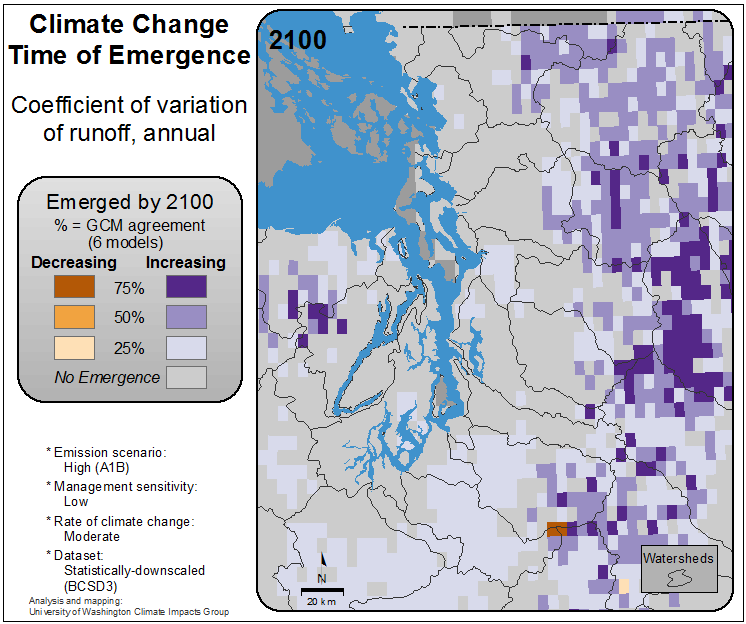 Climate Change
Time of Emergence
Coefficient of variation
of runoff, annual
Emerged by 2100
% = GCM agreement
(6 models)
Decreasing Increasing
75%
50%
25%
No Emergence
* Emission scenario:
High (A1B)
* Management sensitivity:
Low
* Rate of climate change:
Moderate
* Dataset:
Statistically-downscaled
(BCSD3)
Analysis and mapping:
University of Washington Climate Impacts Group
2100
N
20 km
Watersheds